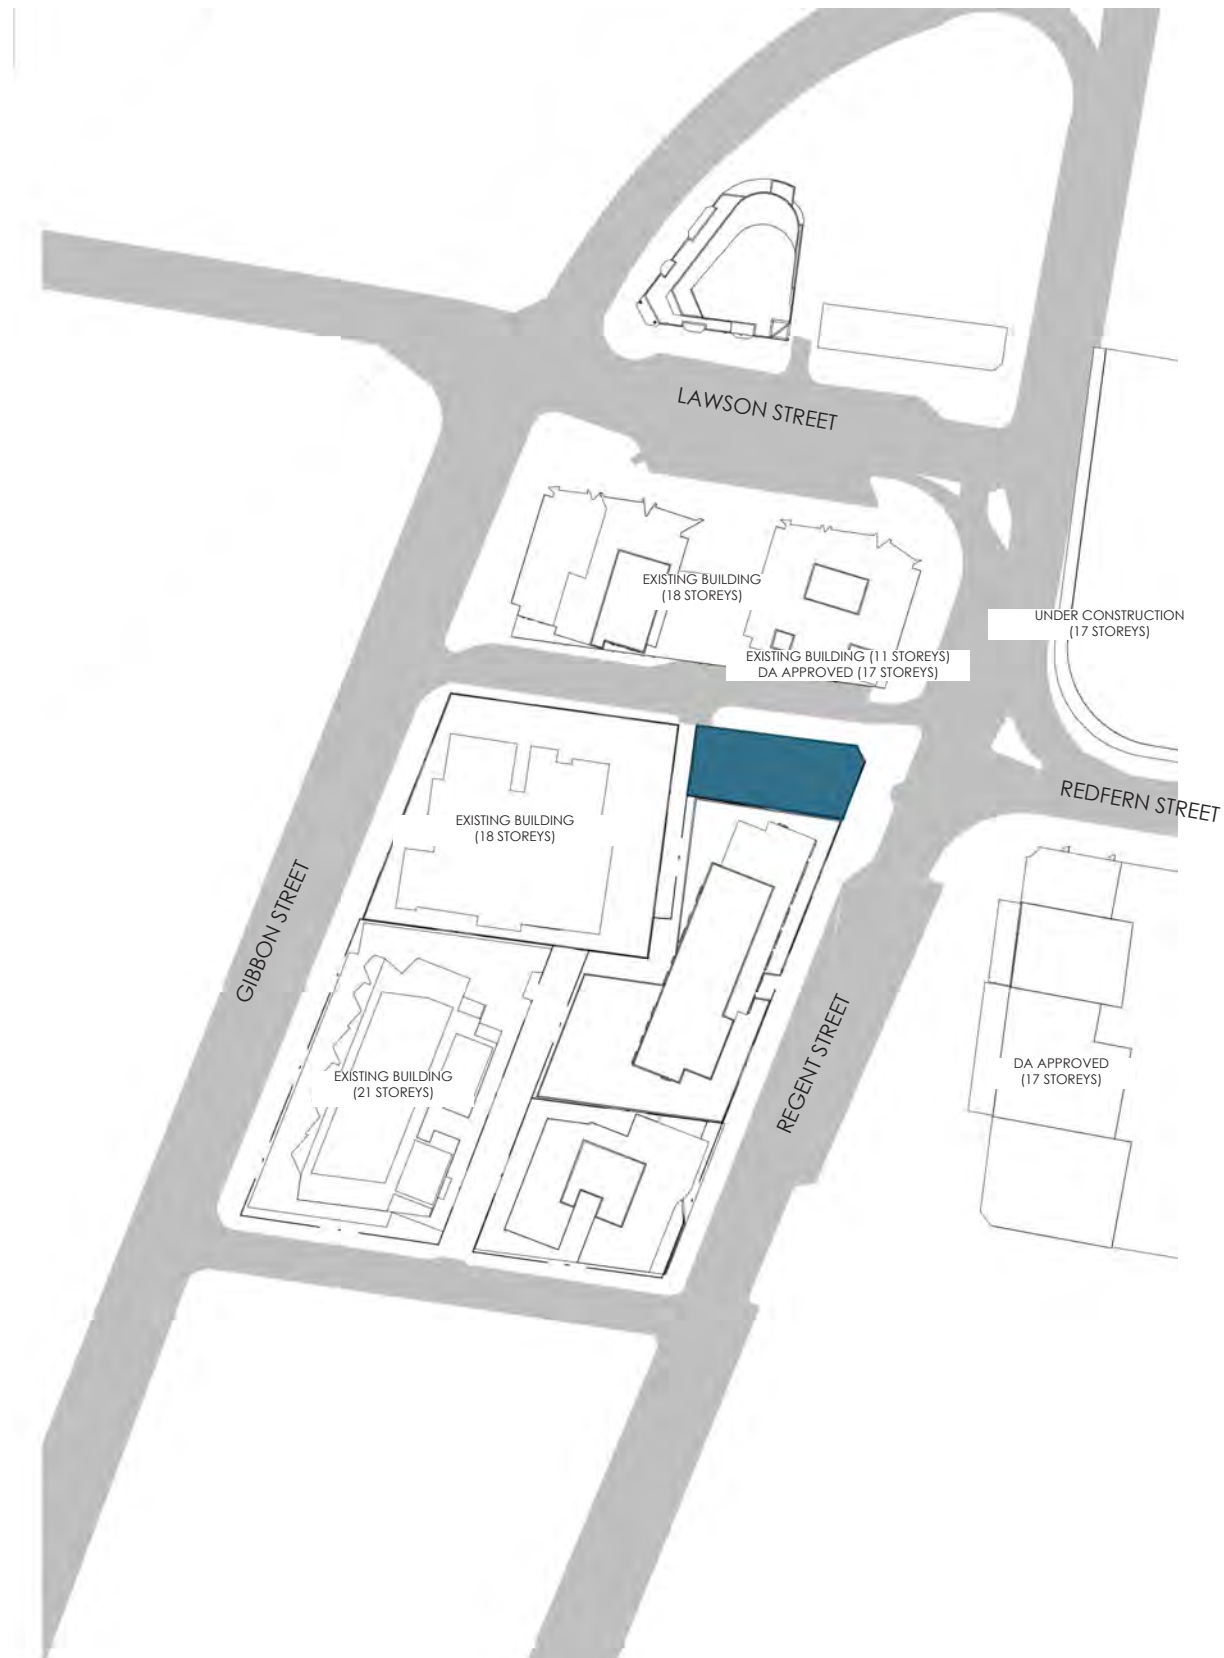 LAWSON STREET
EXISTING BUILDING
(18 STOREYS)
UNDER CONSTRUCTION
(17 STOREYS)
EXISTING BUILDING (11 STOREYS)
DA APPROVED (17 STOREYS)
REDFERN STREET
EXISTING BUILDING
(18 STOREYS)
GIBBON STREET
REGENT STREET
DA APPROVED
(17 STOREYS)
EXISTING BUILDING
(21 STOREYS)